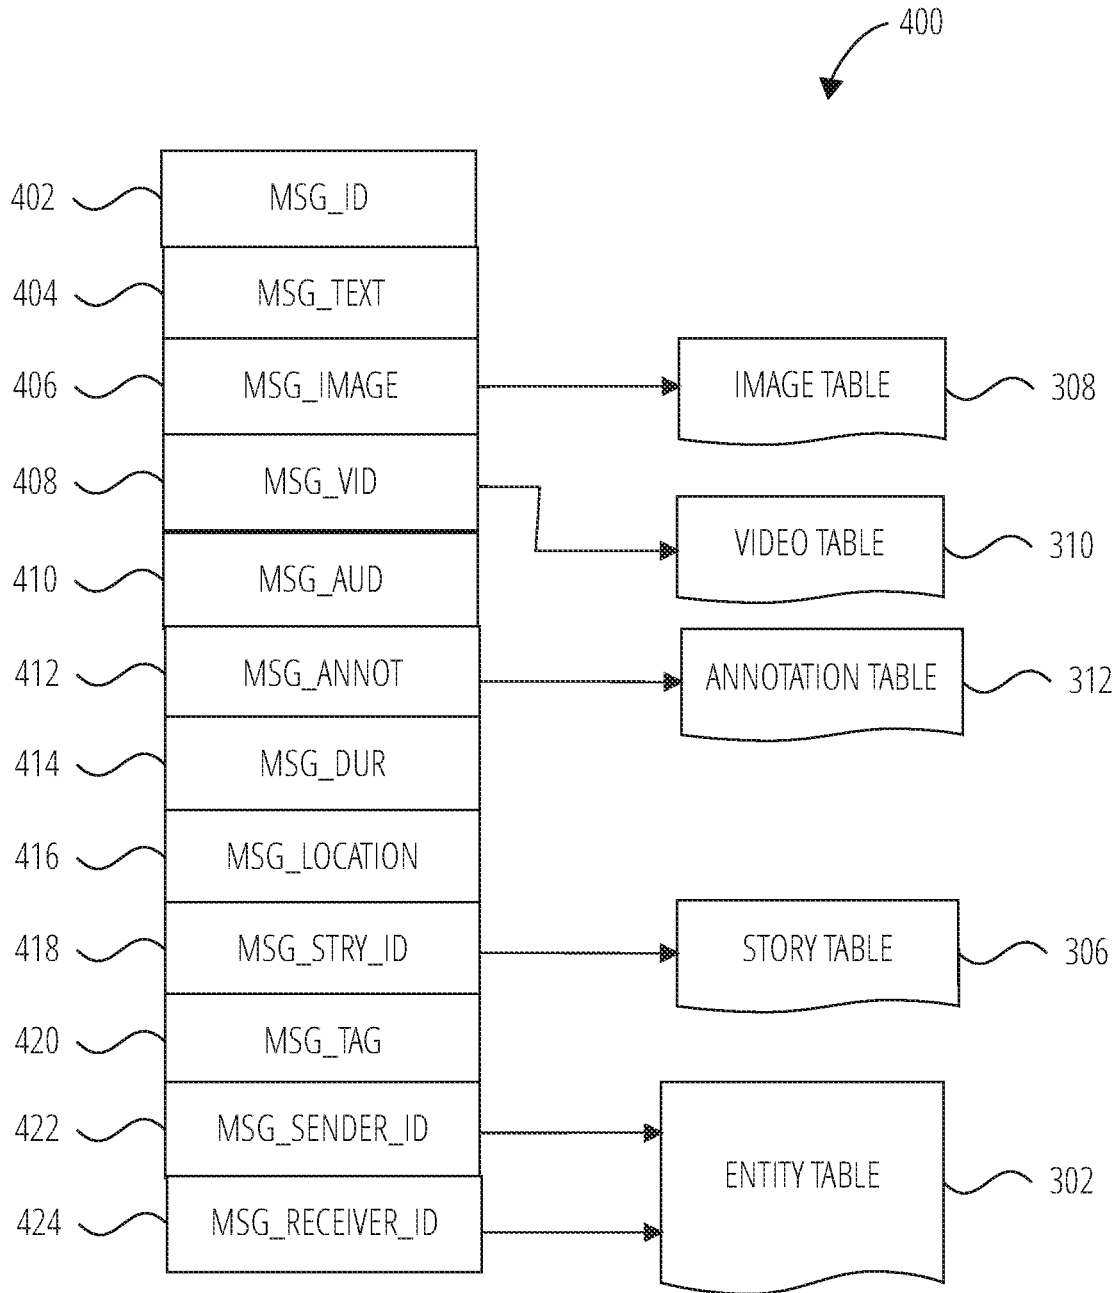 400
402 MSG_ID
404 MSG_TEXT
406 MSG_IMAGE IMAGE TABLE 308
408 MSG_VID
VIDEO TABLE 310
410 MSG_AUD
412 MSG_ANNOT ANNOTATION TABLE 312
414 MSG_DUR
416 MSG_LOCATION
418 MSG_STRY_ID STORY TABLE 306
420 MSG_TAG
422 MSG_SENDER_ID
ENTITY TABLE 302
424 MSG_RECEIVER_ID